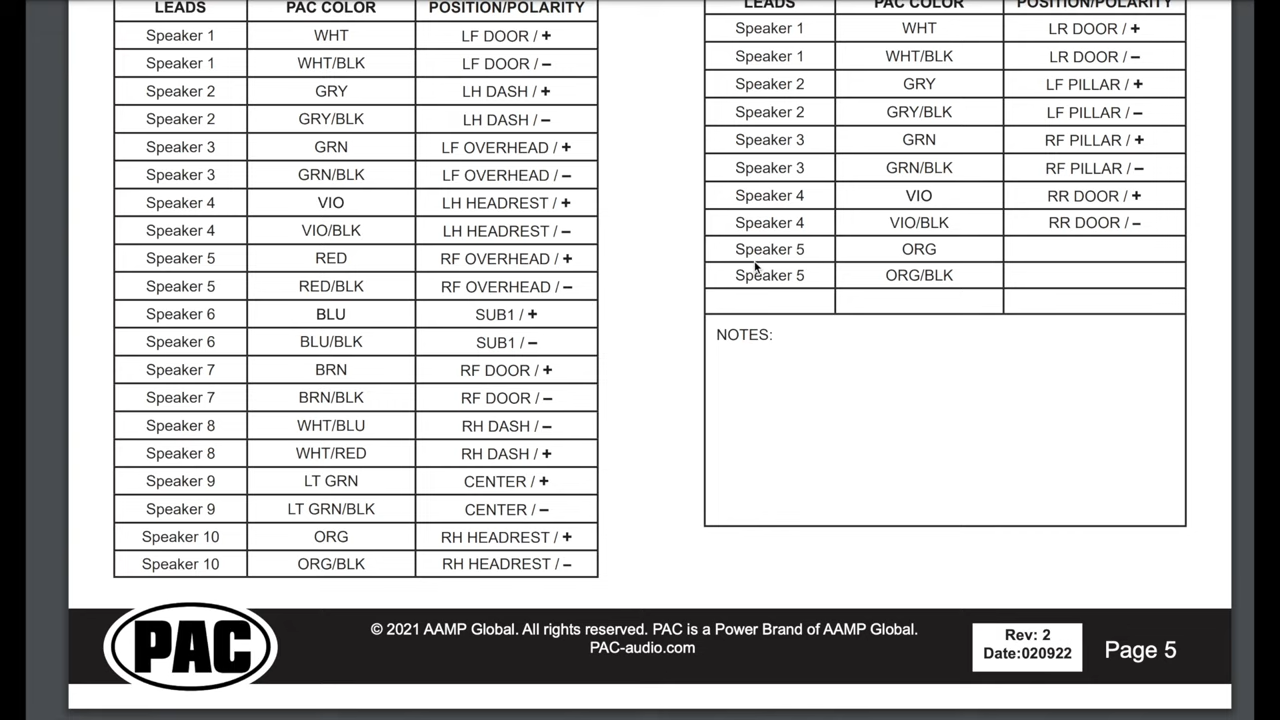 LEADS PAC COLOR POSITION/POLARITY
Speaker 1 WHT LF DOOR / +
Speaker 1 WHT/BLK LF DOOR / –
Speaker 2 GRY LH DASH / +
Speaker 2 GRY/BLK LH DASH / –
Speaker 3 GRN LF OVERHEAD / +
Speaker 3 GRN/BLK LF OVERHEAD / –
Speaker 4 VIO LH HEADREST / +
Speaker 4 VIO/BLK LH HEADREST / –
Speaker 5 RED RF OVERHEAD / +
Speaker 5 RED/BLK RF OVERHEAD / –
Speaker 6 BLU SUB1 / +
Speaker 6 BLU/BLK SUB1 / –
Speaker 7 BRN RF DOOR / +
Speaker 7 BRN/BLK RF DOOR / –
Speaker 8 WHT/BLU RH DASH / –
Speaker 8 WHT/RED RH DASH / +
Speaker 9 LT GRN CENTER / +
Speaker 9 LT GRN/BLK CENTER / –
Speaker 10 ORG RH HEADREST / +
Speaker 10 ORG/BLK RH HEADREST / –
LEADS PAC COLOR POSITION/POLARITY
Speaker 1 WHT LR DOOR / +
Speaker 1 WHT/BLK LR DOOR / –
Speaker 2 GRY LF PILLAR / +
Speaker 2 GRY/BLK LF PILLAR / –
Speaker 3 GRN RF PILLAR / +
Speaker 3 GRN/BLK RF PILLAR / –
Speaker 4 VIO RR DOOR / +
Speaker 4 VIO/BLK RR DOOR / –
Speaker 5 ORG
Speaker 5 ORG/BLK
NOTES:
PAC
© 2021 AAMP Global. All rights reserved. PAC is a Power Brand of AAMP Global.
PAC-audio.com
Rev: 2
Date:020922
Page 5